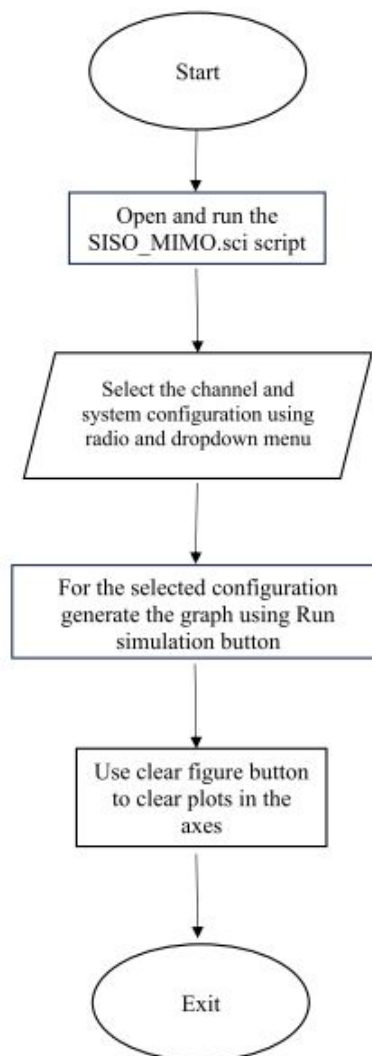 Start
Open and run the
SISO_MIMO.sci script
Select the channel and
system configuration using
radio and dropdown menu
For the selected configuration
generate the graph using Run
simulation button
Use clear figure button
to clear plots in the
axes
Exit